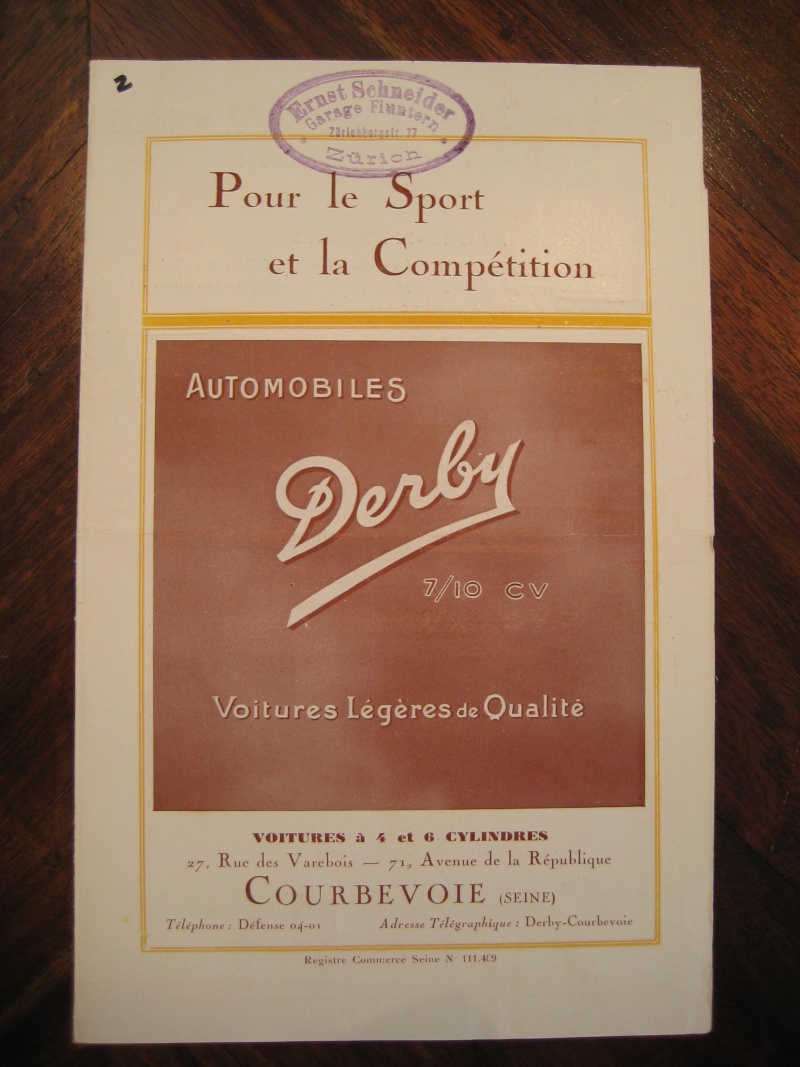 2
Ernst Schneider
Garage Fluntern
Zürichbergstr. 77
Zürich
Pour le Sport
et la Compétition
AUTOMOBILES
Derby
7/10 CV
Voitures Légères de Qualité
VOITURES à 4 et 6 CYLINDRES
27, Rue des Varebois — 71, Avenue de la République
COURBEVOIE (SEINE)
Téléphone : Défense 04-01 Adresse Télégraphique : Derby-Courbevoie
Registre Commerce Seine N 111.409